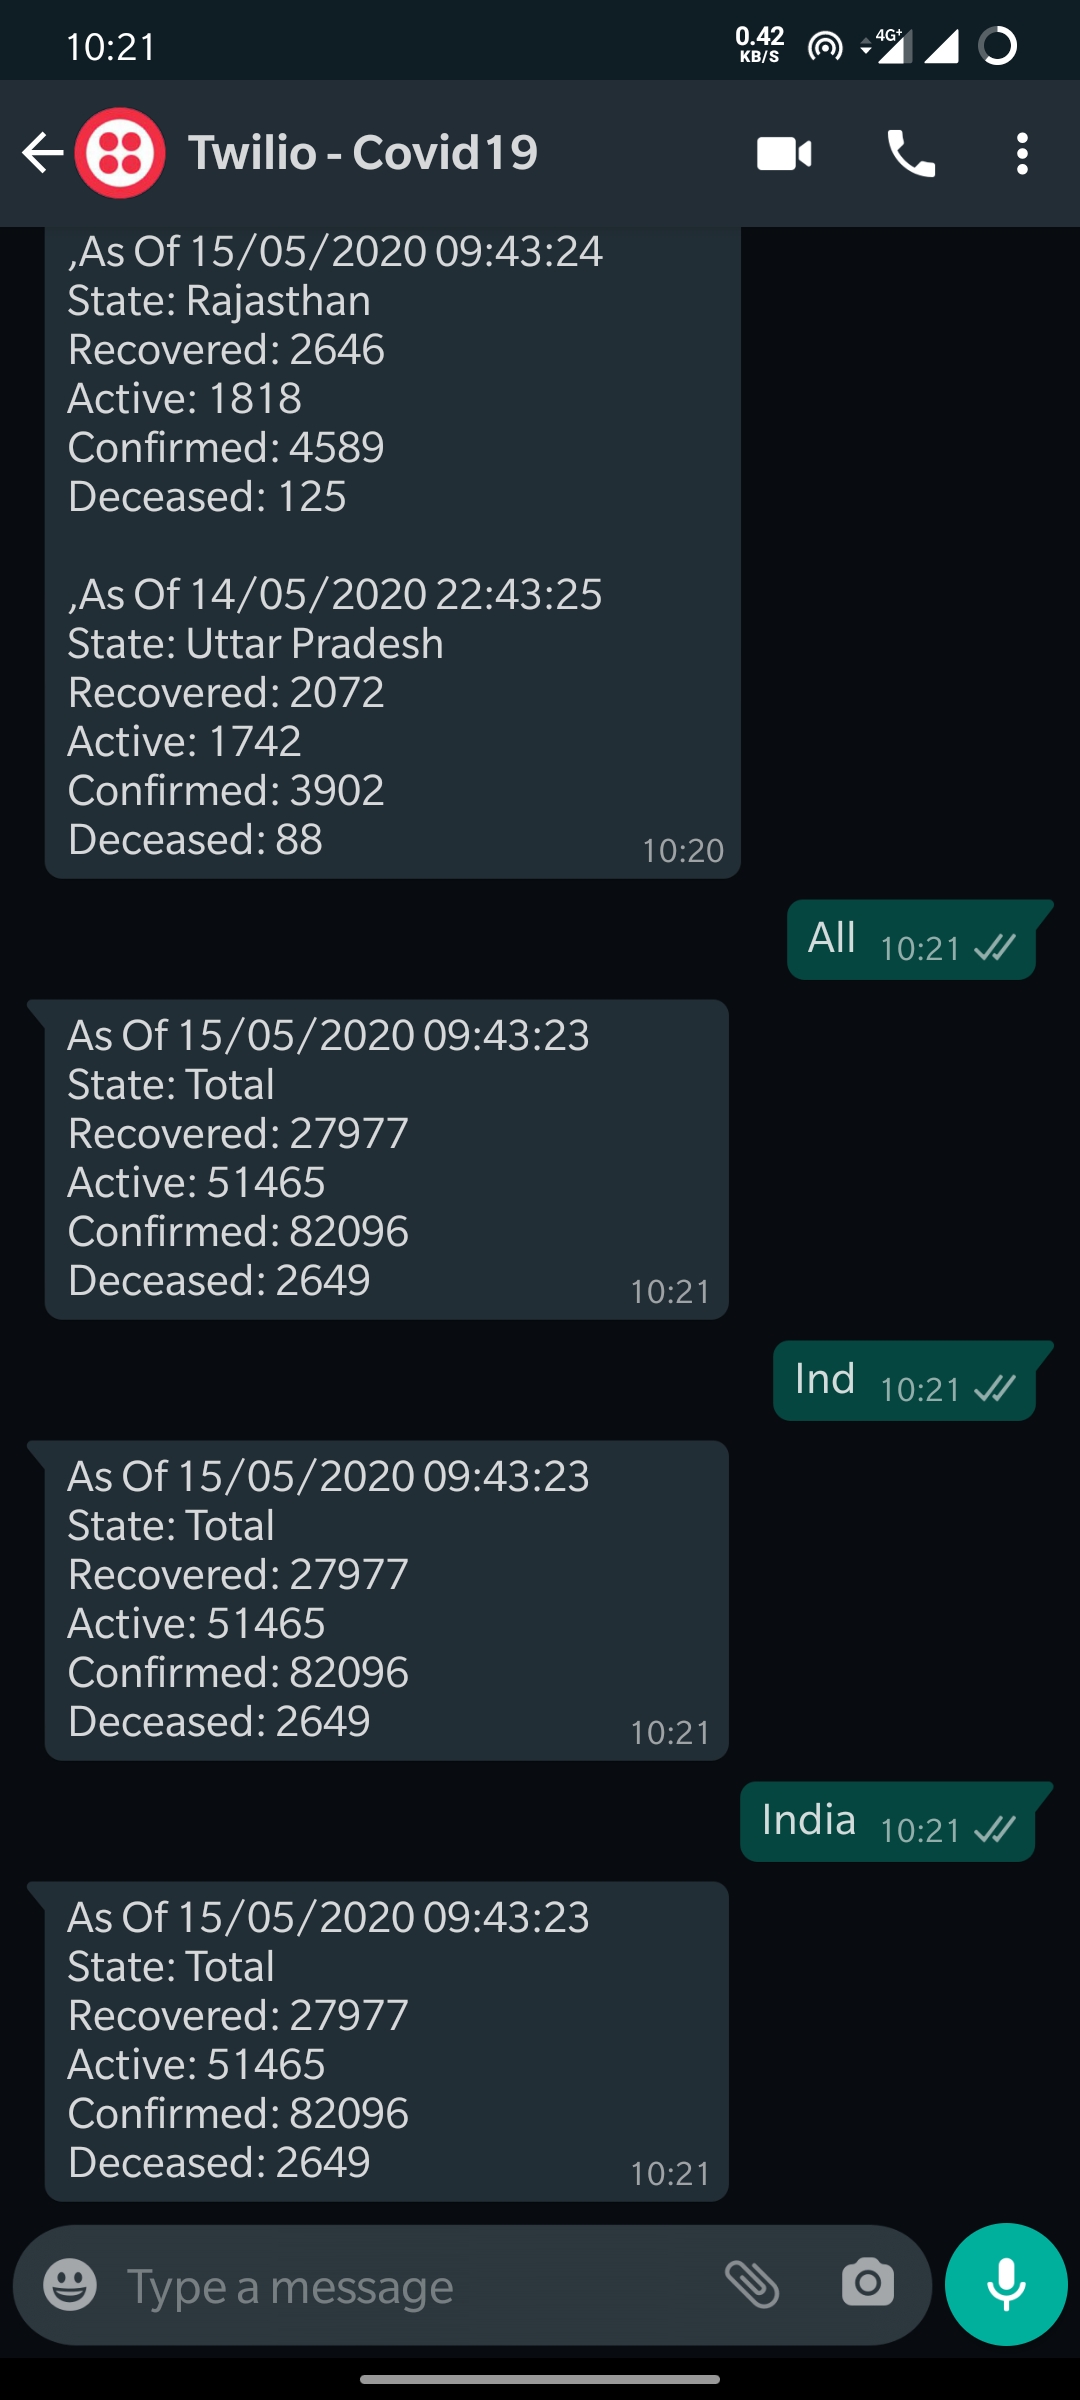 10:21
0.42
KB/S
4G+
Twilio - Covid19
,As Of 15/05/2020 09:43:24
State: Rajasthan
Recovered: 2646
Active: 1818
Confirmed: 4589
Deceased: 125
,As Of 14/05/2020 22:43:25
State: Uttar Pradesh
Recovered: 2072
Active: 1742
Confirmed: 3902
Deceased: 88
10:20
All 10:21
As Of 15/05/2020 09:43:23
State: Total
Recovered: 27977
Active: 51465
Confirmed: 82096
Deceased: 2649
10:21
Ind 10:21
As Of 15/05/2020 09:43:23
State: Total
Recovered: 27977
Active: 51465
Confirmed: 82096
Deceased: 2649
10:21
India 10:21
As Of 15/05/2020 09:43:23
State: Total
Recovered: 27977
Active: 51465
Confirmed: 82096
Deceased: 2649
10:21
Type a message